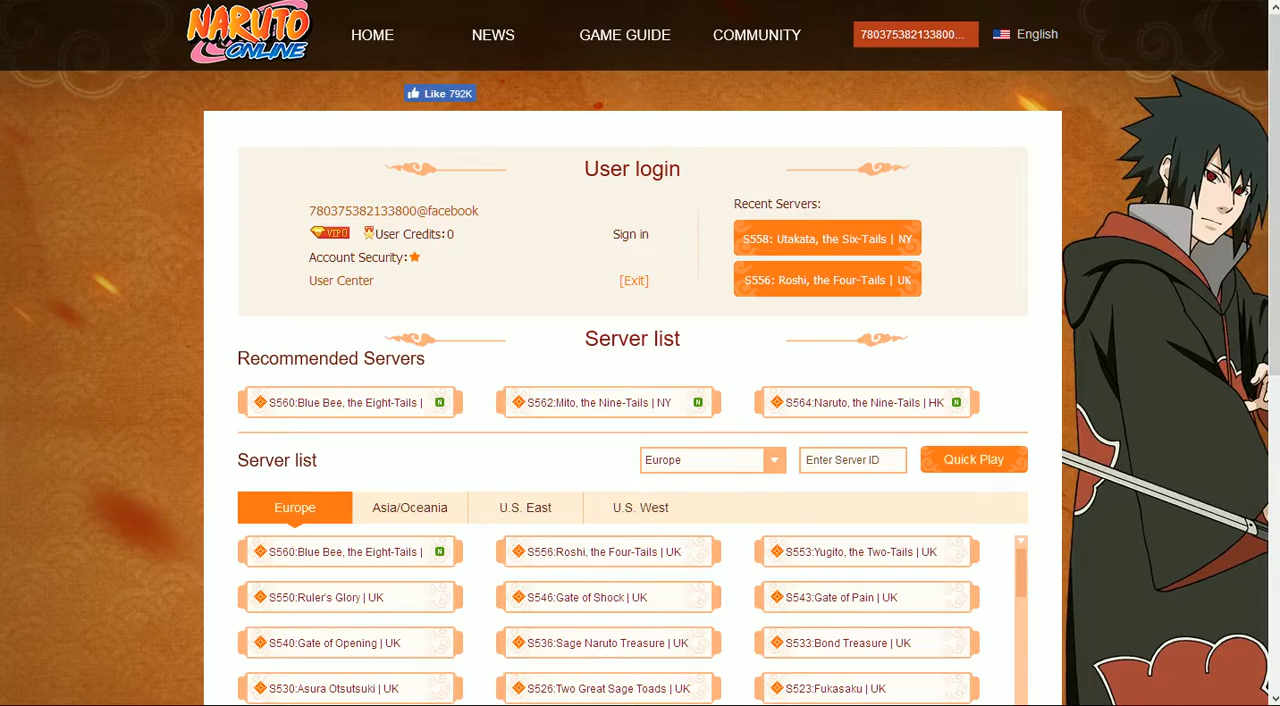 NARUTO
ONLINE
HOME
NEWS
GAME GUIDE
COMMUNITY
780375382133800...
English
Like 792K
User login
780375382133800@facebook
VIP0
User Credits:0
Account Security:
User Center
Sign in
[Exit]
Recent Servers:
S558: Utakata, the Six-Tails | NY
S556: Roshi, the Four-Tails | UK
Server list
Recommended Servers
S560:Blue Bee, the Eight-Tails |
N
S562:Mito, the Nine-Tails | NY
N
S564:Naruto, the Nine-Tails | HK
N
Server list
Europe
Enter Server ID
Quick Play
Europe
Asia/Oceania
U.S. East
U.S. West
S560:Blue Bee, the Eight-Tails |
N
S556:Roshi, the Four-Tails | UK
S553:Yugito, the Two-Tails | UK
S550:Ruler's Glory | UK
S546:Gate of Shock | UK
S543:Gate of Pain | UK
S540:Gate of Opening | UK
S536:Sage Naruto Treasure | UK
S533:Bond Treasure | UK
S530:Asura Otsutsuki | UK
S526:Two Great Sage Toads | UK
S523:Fukasaku | UK